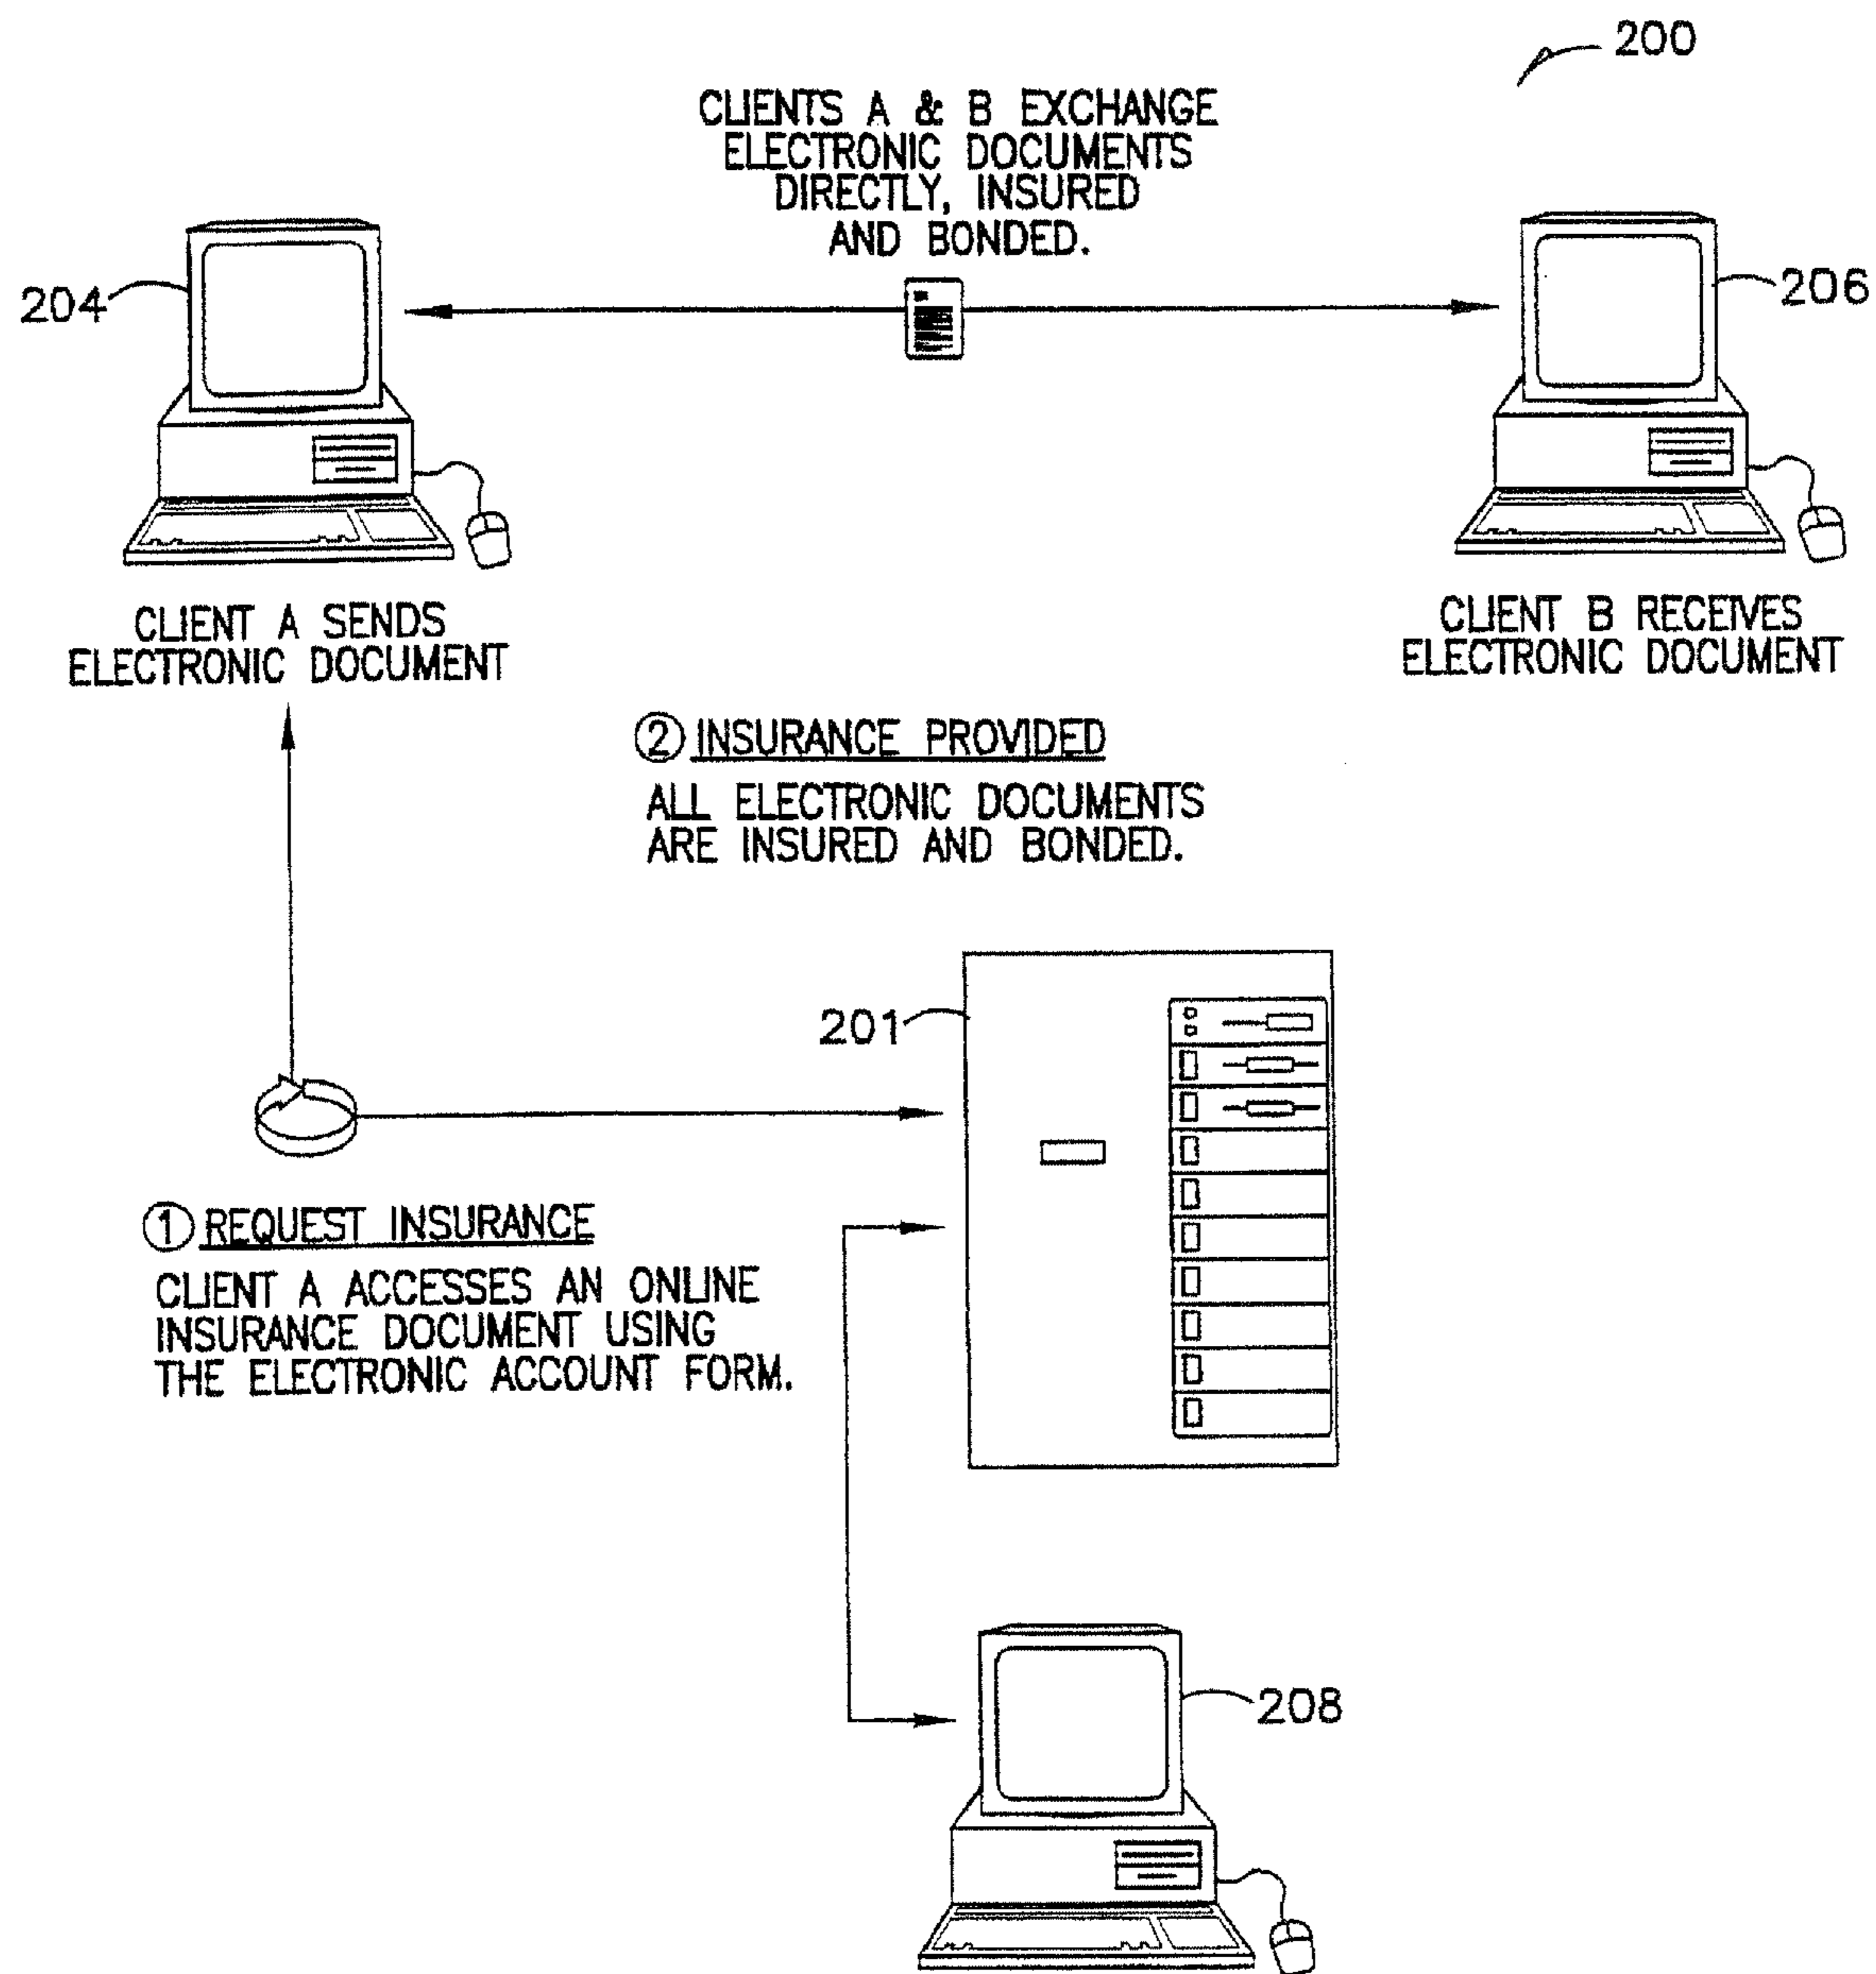 200
CLIENTS A & B EXCHANGE
ELECTRONIC DOCUMENTS
DIRECTLY, INSURED
AND BONDED.
204
206
CLIENT A SENDS
ELECTRONIC DOCUMENT
CLIENT B RECEIVES
ELECTRONIC DOCUMENT
② INSURANCE PROVIDED
ALL ELECTRONIC DOCUMENTS
ARE INSURED AND BONDED.
201
① REQUEST INSURANCE
CLIENT A ACCESSES AN ONLINE
INSURANCE DOCUMENT USING
THE ELECTRONIC ACCOUNT FORM.
208